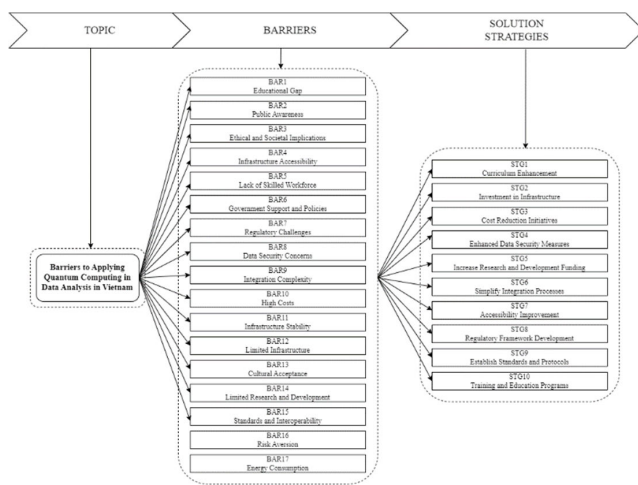 TOPIC
BARRIERS
SOLUTION
STRATEGIES
Barriers to Applying
Quantum Computing in
Data Analysis in Vietnam
BAR1
Educational Gap
BAR2
Public Awareness
BAR3
Ethical and Societal Implications
BAR4
Infrastructure Accessibility
BAR5
Lack of Skilled Workforce
BAR6
Government Support and Policies
BAR7
Regulatory Challenges
BAR8
Data Security Concerns
BAR9
Integration Complexity
BAR10
High Costs
BAR11
Infrastructure Stability
BAR12
Limited Infrastructure
BAR13
Cultural Acceptance
BAR14
Limited Research and Development
BAR15
Standards and Interoperability
BAR16
Risk Aversion
BAR17
Energy Consumption
STG1
Curriculum Enhancement
STG2
Investment in Infrastructure
STG3
Cost Reduction Initiatives
STG4
Enhanced Data Security Measures
STG5
Increase Research and Development Funding
STG6
Simplify Integration Processes
STG7
Accessibility Improvement
STG8
Regulatory Framework Development
STG9
Establish Standards and Protocols
STG10
Training and Education Programs